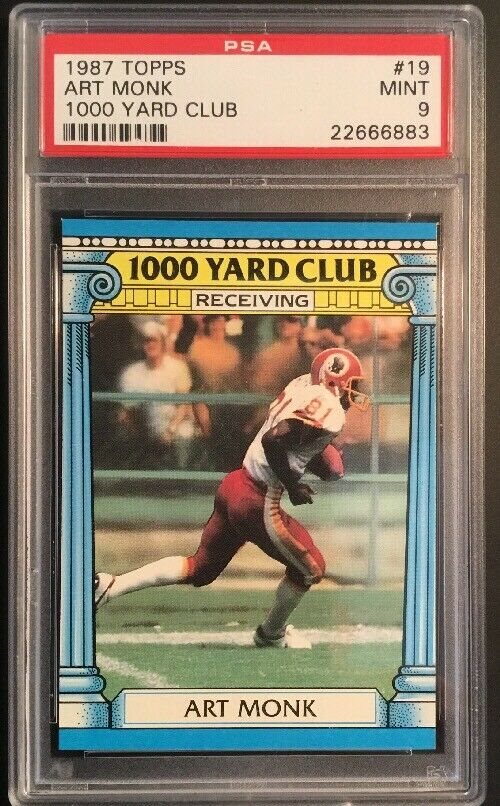 PSA
1987 TOPPS #19
ART MONK MINT
1000 YARD CLUB 9
22666883
1000 YARD CLUB
RECEIVING
81
ART MONK